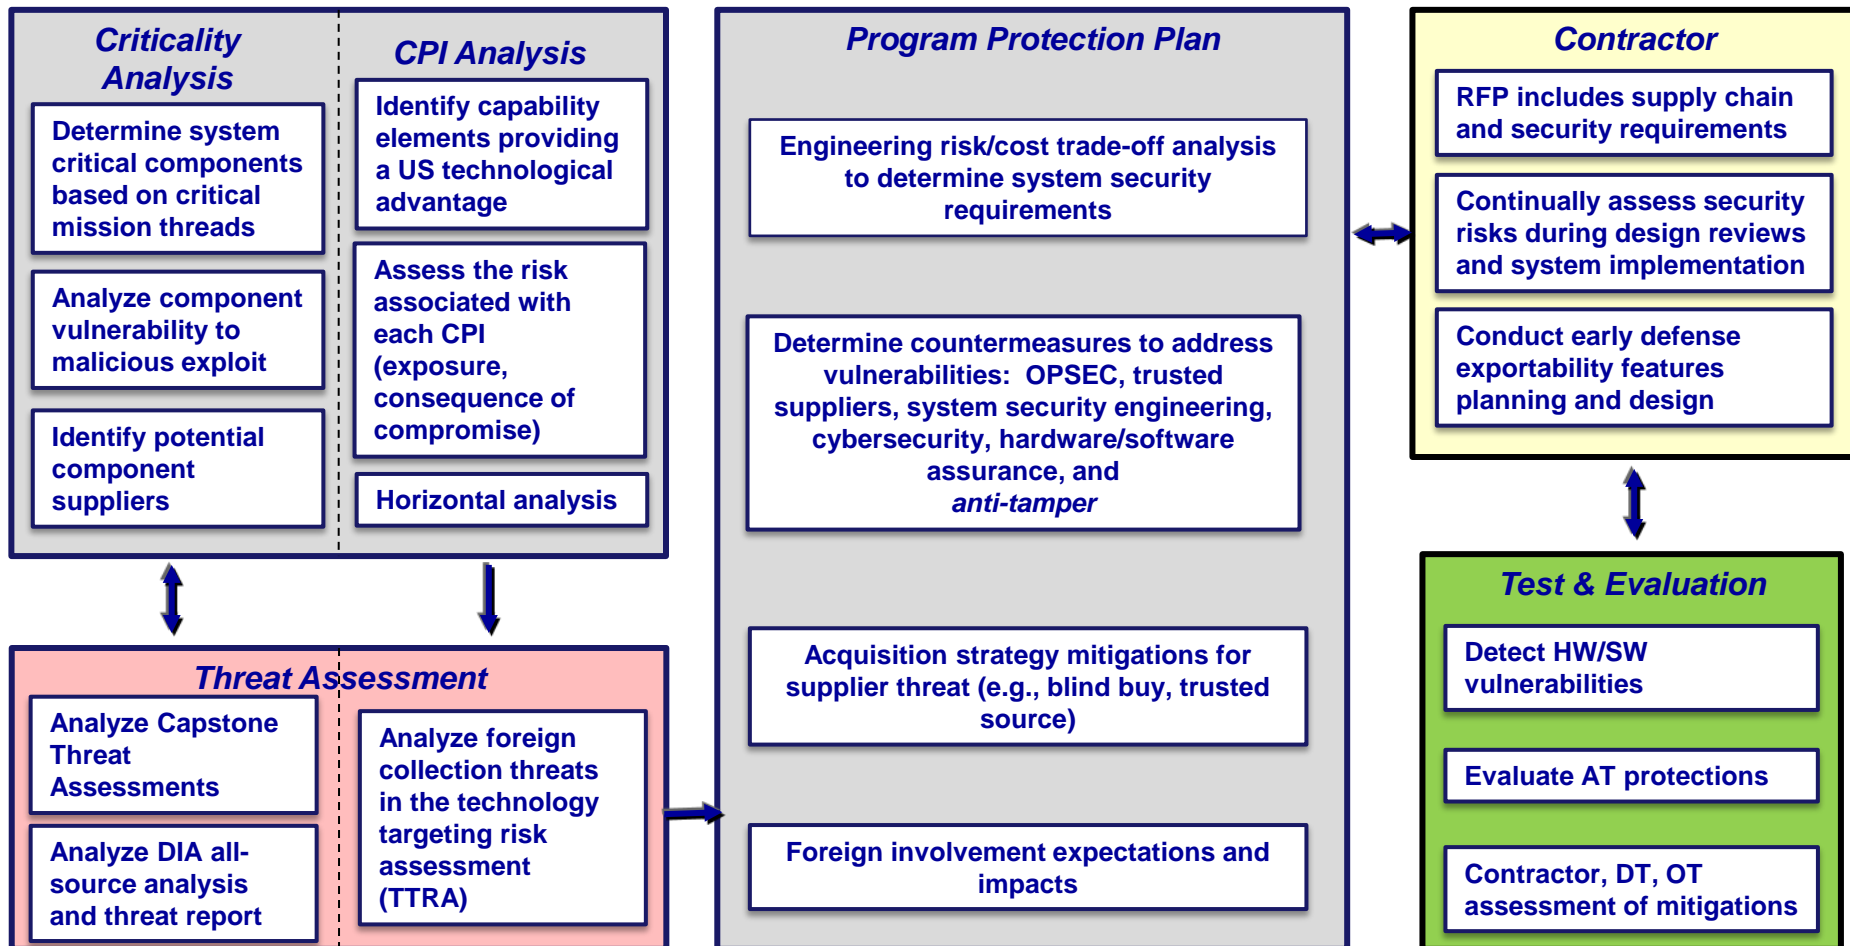 Criticality
Analysis
Determine system
critical components
based on critical
mission threads
Analyze component
vulnerability to
malicious exploit
Identify potential
component
suppliers
CPI Analysis
Identify capability
elements providing
a US technological
advantage
Assess the risk
associated with
each CPI
(exposure,
consequence of
compromise)
Horizontal analysis
Threat Assessment
Analyze Capstone
Threat
Assessments
Analyze DIA all-
source analysis
and threat report
Analyze foreign
collection threats
in the technology
targeting risk
assessment
(TTRA)
Program Protection Plan
Engineering risk/cost trade-off analysis
to determine system security
requirements
Determine countermeasures to address
vulnerabilities:  OPSEC, trusted
suppliers, system security engineering,
cybersecurity, hardware/software
assurance, and
anti-tamper
Acquisition strategy mitigations for
supplier threat (e.g., blind buy, trusted
source)
Foreign involvement expectations and
impacts
Contractor
RFP includes supply chain
and security requirements
Continually assess security
risks during design reviews
and system implementation
Conduct early defense
exportability features
planning and design
Test & Evaluation
Detect HW/SW
vulnerabilities
Evaluate AT protections
Contractor, DT, OT
assessment of mitigations